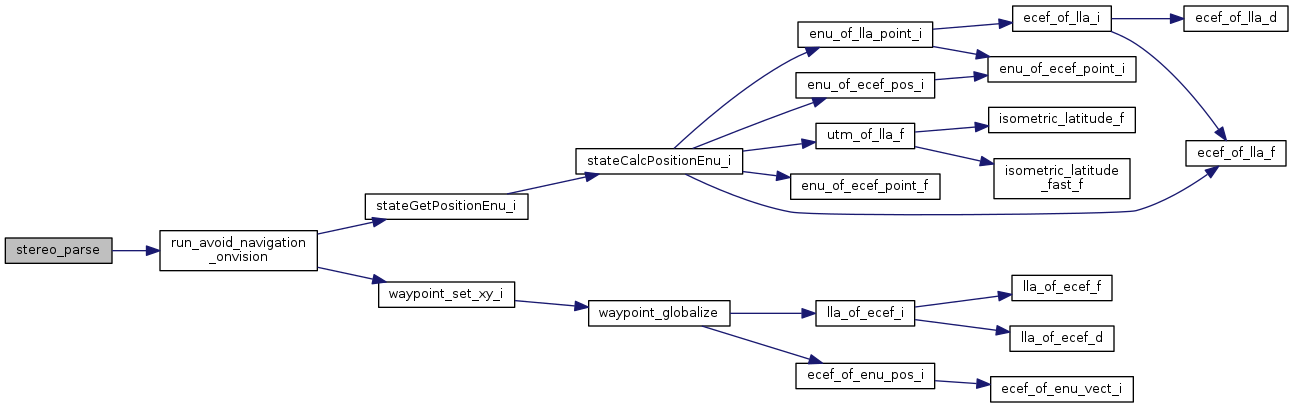 stereo_parse
run_avoid_navigation
_onvision
stateGetPositionEnu_i
waypoint_set_xy_i
stateCalcPositionEnu_i
waypoint_globalize
enu_of_lla_point_i
enu_of_ecef_pos_i
utm_of_lla_f
enu_of_ecef_point_f
lla_of_ecef_i
ecef_of_enu_pos_i
ecef_of_lla_i
enu_of_ecef_point_i
isometric_latitude_f
isometric_latitude
_fast_f
lla_of_ecef_f
lla_of_ecef_d
ecef_of_enu_vect_i
ecef_of_lla_d
ecef_of_lla_f